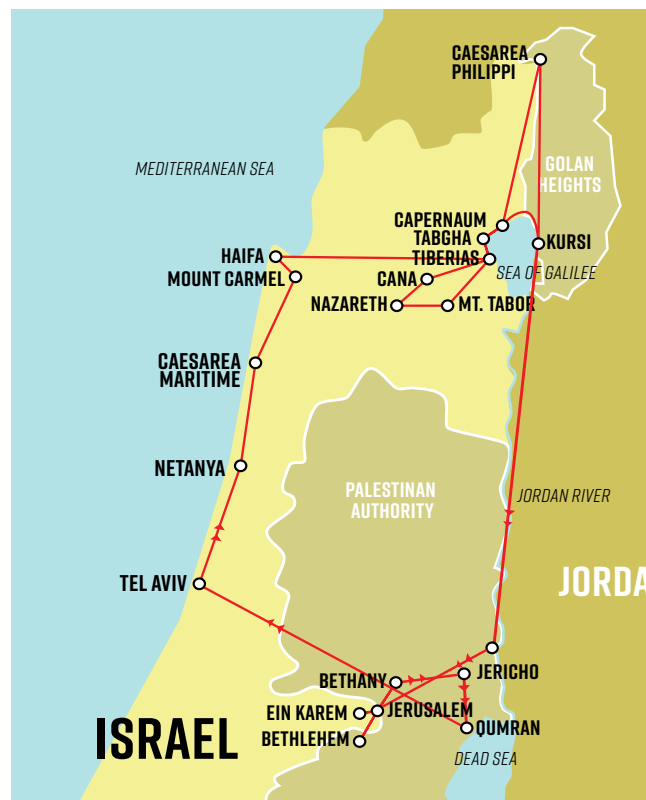 CAESAREA
PHILIPPI
MEDITERRANEAN SEA
GOLAN
HEIGHTS
CAPERNAUM
TABGHA
KURSI
HAIFA
TIBERIAS
SEA OF GALILEE
MOUNT CARMEL
CANA
NAZARETH
MT. TABOR
CAESAREA
MARITIME
NETANYA
PALESTINAN
AUTHORITY
JORDAN RIVER
TEL AVIV
JORDA
BETHANY
JERICHO
EIN KAREM
JERUSALEM
ISRAEL
BETHLEHEM
QUMRAN
DEAD SEA